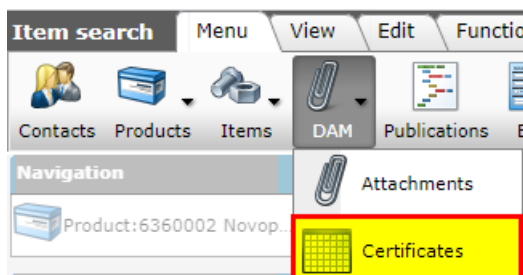 Item search Menu View Edit Functio
Contacts Products Items DAM Publications
Navigation
Attachments
Product:6360002 Novop...
Certificates